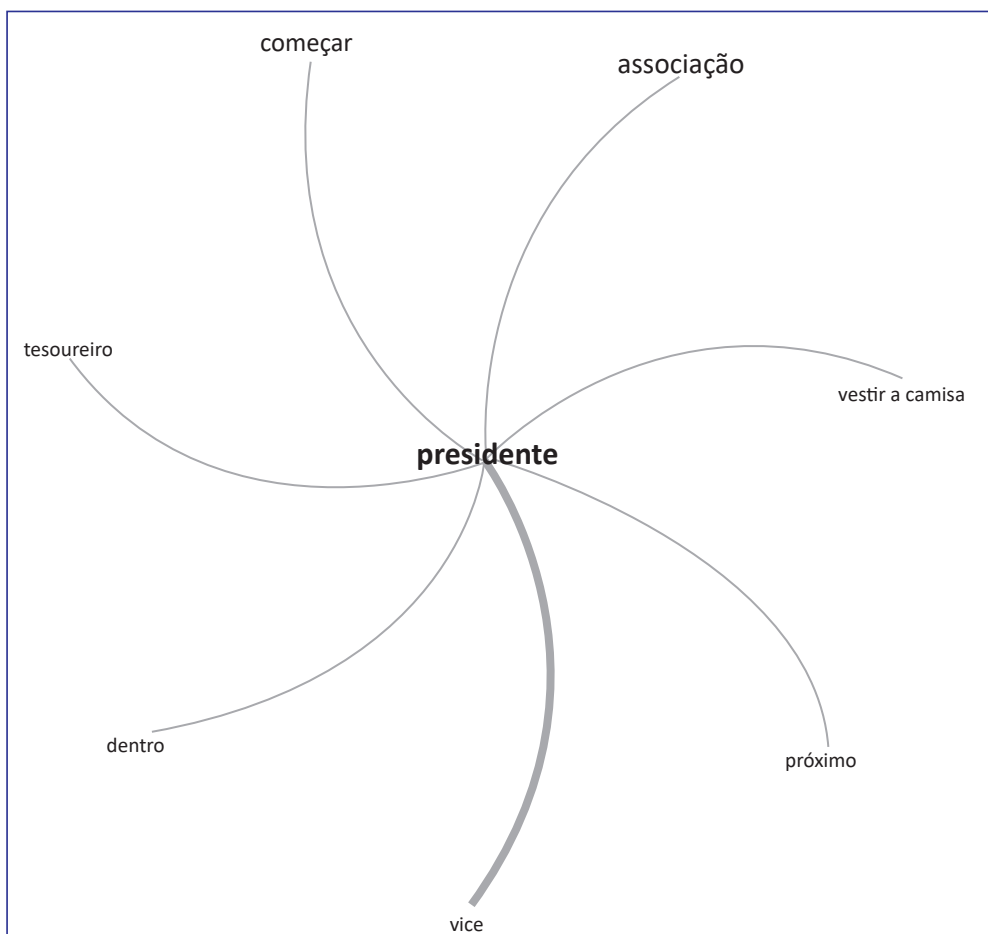 começar
associação
tesoureiro
vestir a camisa
presidente
dentro
próximo
vice